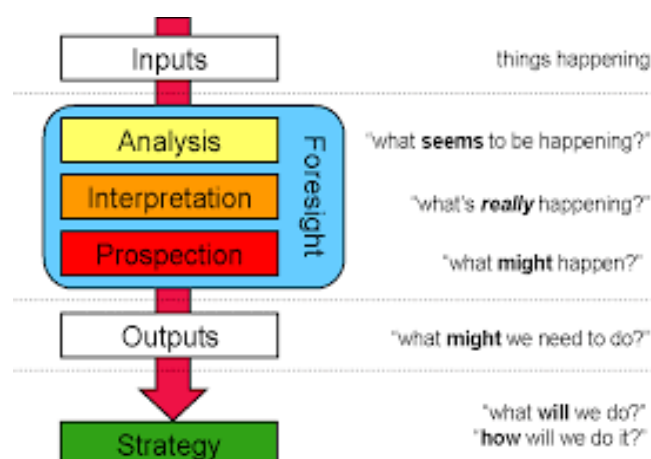 Inputs
things happening
Analysis
"what seems to be happening?"
Foresight
Interpretation
"what's really happening?"
Prospection
"what might happen?"
Outputs
"what might we need to do?"
Strategy
"what will we do?"
"how will we do it?"